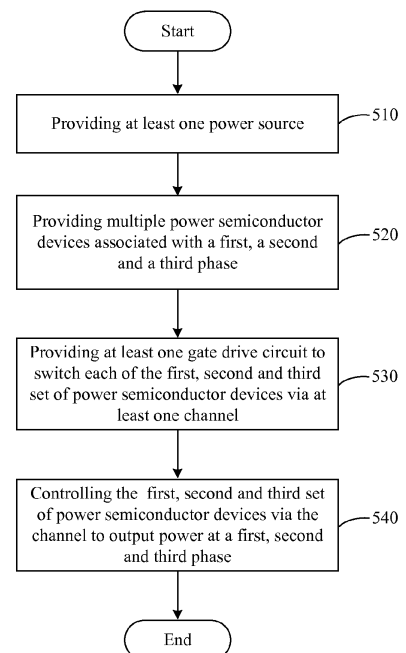 Start
Providing at least one power source
510
Providing multiple power semiconductor
devices associated with a first, a second
and a third phase
520
Providing at least one gate drive circuit to
switch each of the first, second and third
set of power semiconductor devices via at
least one channel
530
Controlling the first, second and third set
of power semiconductor devices via the
channel to output power at a first, second
and third phase
540
End